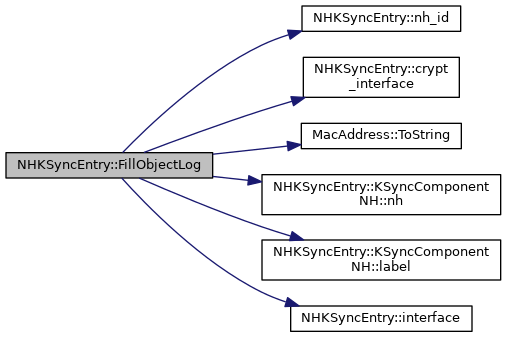 NHKSyncEntry::FillObjectLog
NHKSyncEntry::nh_id
NHKSyncEntry::crypt
_interface
MacAddress::ToString
NHKSyncEntry::KSyncComponent
NH::nh
NHKSyncEntry::KSyncComponent
NH::label
NHKSyncEntry::interface